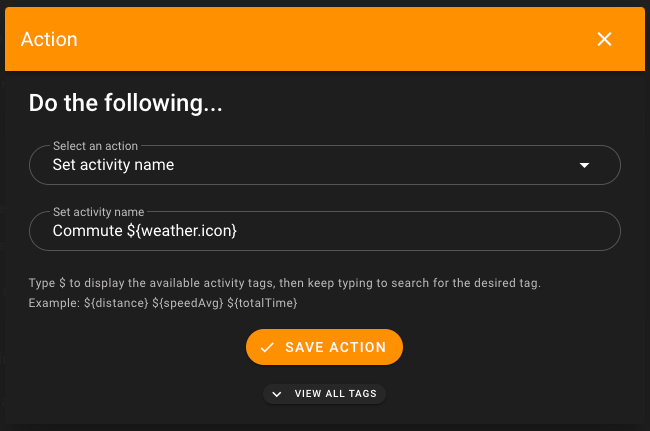 Action
Do the following...
Select an action
Set activity name
Set activity name
Commute ${weather.icon}
Type $ to display the available activity tags, then keep typing to search for the desired tag.
Example: ${distance} ${speedAvg} ${totalTime}
SAVE ACTION
VIEW ALL TAGS